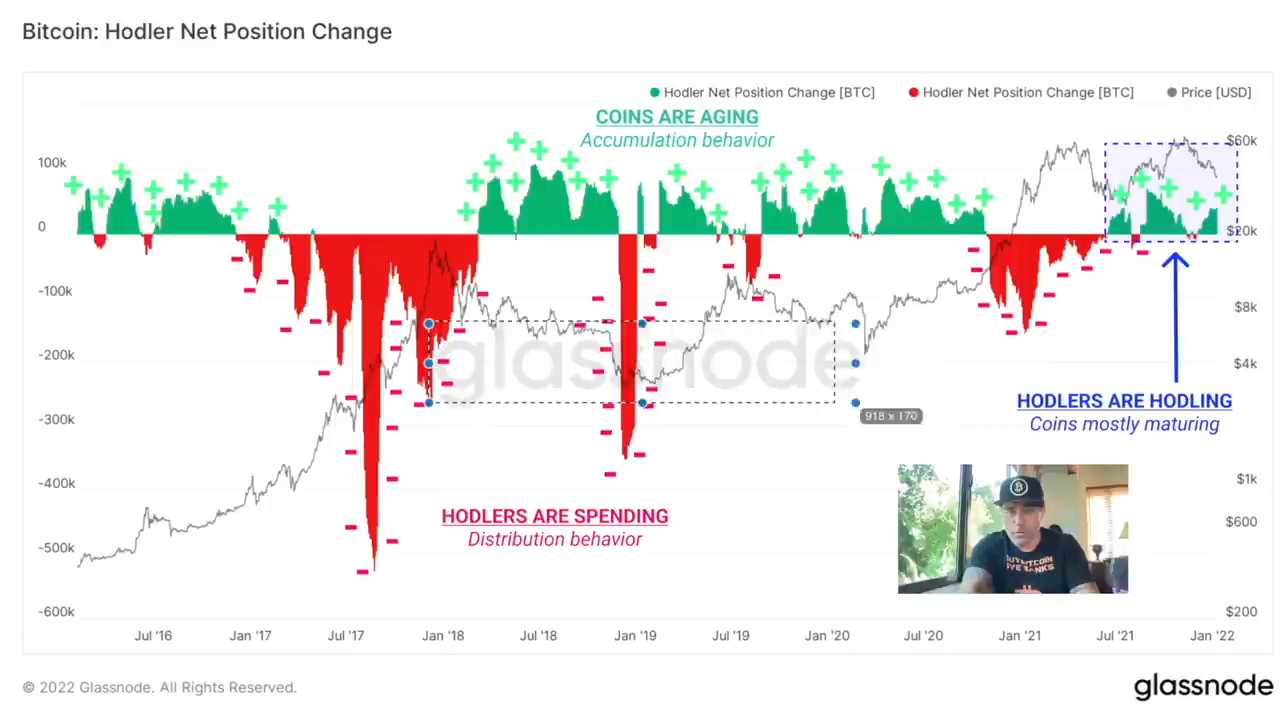 Bitcoin: Hodler Net Position Change
Hodler Net Position Change [BTC]
Hodler Net Position Change [BTC]
Price [USD]
COINS ARE AGING
Accumulation behavior
100k
0
-100k
-200k
-300k
-400k
-500k
-600k
$60k
$20k
$8k
$4k
$1k
$600
$200
glassnode
918 x 170
HODLERS ARE HODLING
Coins mostly maturing
HODLERS ARE SPENDING
Distribution behavior
BITCOIN
BANKS
Jul '16
Jan '17
Jul '17
Jan '18
Jul '18
Jan '19
Jul '19
Jan '20
Jul '20
Jan '21
Jul '21
Jan '22
© 2022 Glassnode. All Rights Reserved.
glassnode